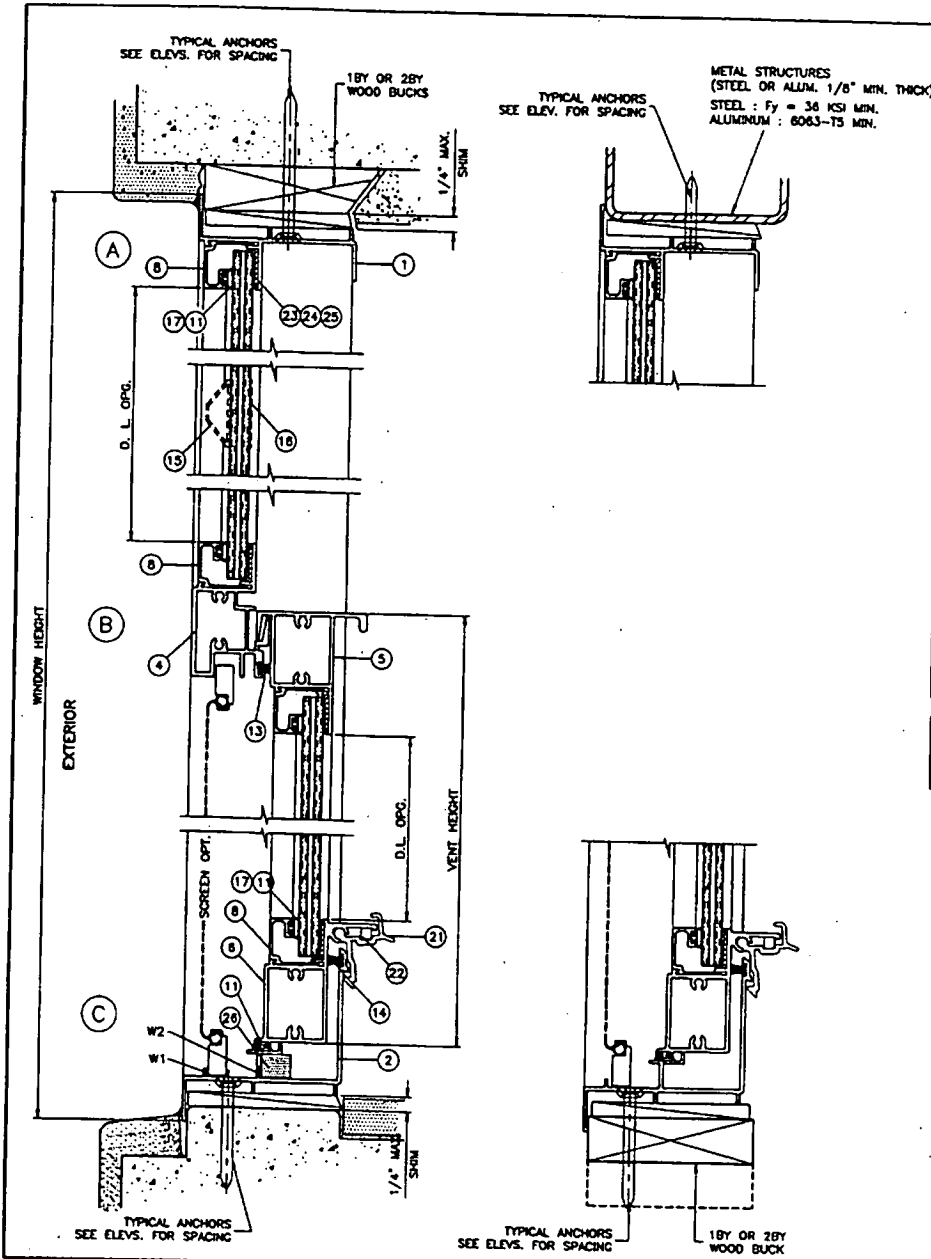 TYPICAL ANCHORS
SEE ELEVS. FOR SPACING
1BY OR 2BY
WOOD BUCKS
1/4" MAX.
SHIM
TYPICAL ANCHORS
SEE ELEV. FOR SPACING
METAL STRUCTURES
(STEEL OR ALUM. 1/8" MIN. THICK)
STEEL : Fy = 36 KSI MIN.
ALUMINUM : 6063-T5 MIN.
A
8
1
17 11
23 24 25
D. L. OPG.
15
16
8
WINDOW HEIGHT
EXTERIOR
B
4
5
13
SCREEN OPT.
D.L. OPG.
VENT HEIGHT
17 11
8
21
6
22
14
C
11
26
W2
W1
2
1/4" MAX.
SHIM
TYPICAL ANCHORS
SEE ELEVS. FOR SPACING
TYPICAL ANCHORS
SEE ELEVS. FOR SPACING
1BY OR 2BY
WOOD BUCK